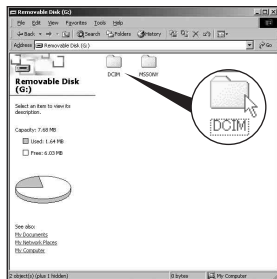 Removable Disk (G:)
File Edit View Favorites Tools Help
Back Search Folders History
Address Removable Disk (G:) Go
Removable Disk
(G:)
Select an item to view its
description.
Capacity: 7.68 MB
Used: 1.64 MB
Free: 6.03 MB
See also:
My Documents
My Network Places
My Computer
DCIM MSSONY
DCIM
2 object(s) (plus 1 hidden) 0 bytes My Computer